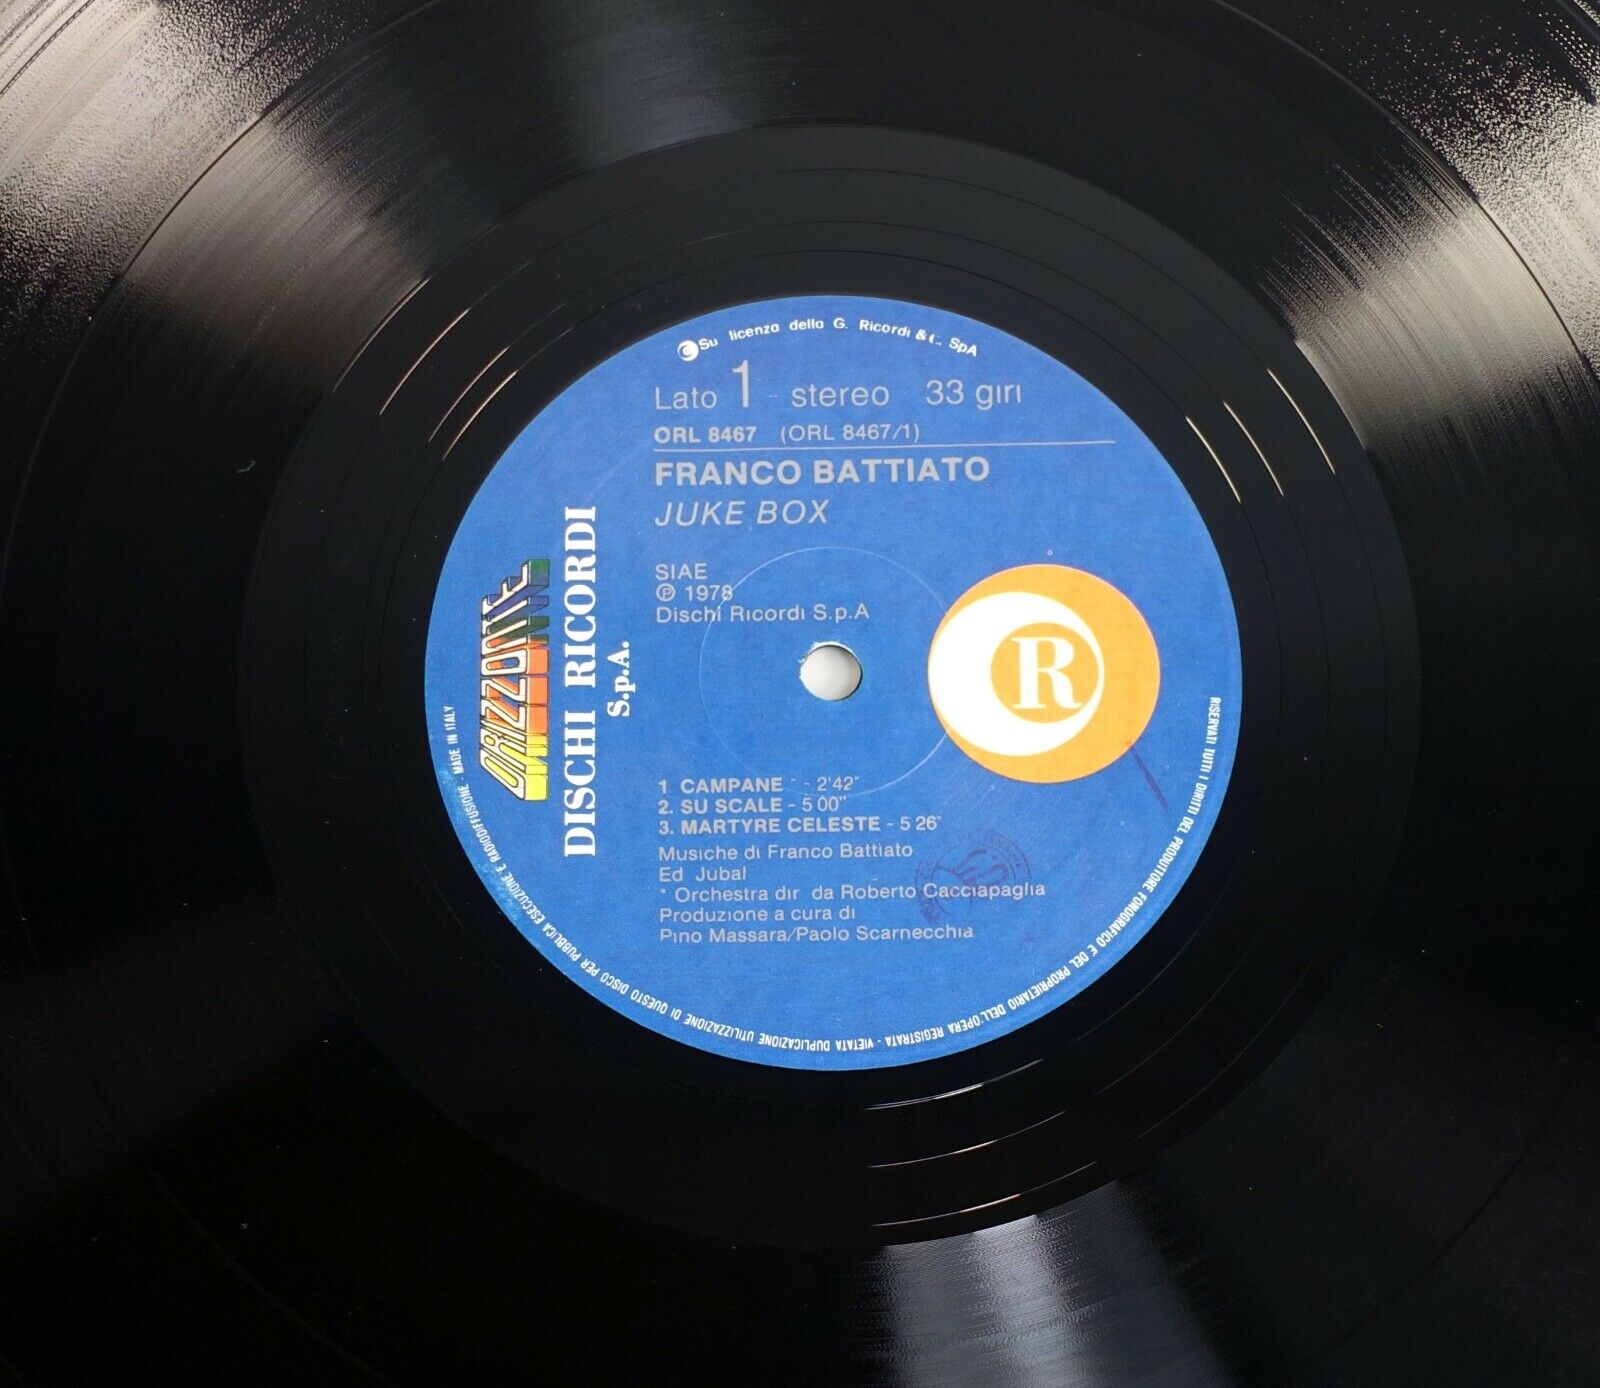 © Su licenza della G. Ricordi & C. SpA
Lato 1 - stereo 33 giri
ORL 8467 (ORL 8467/1)
FRANCO BATTIATO
JUKE BOX
SIAE
℗ 1978
Dischi Ricordi S.p.A
ORIZZONTE
DISCHI RICORDI
S.p.A.
R
1 CAMPANE * - 2'42"
2. SU SCALE - 5 00"
3. MARTYRE CELESTE - 5 26"
Musiche di Franco Battiato
Ed Jubal
* Orchestra dir da Roberto Cacciapaglia
Produzione a cura di
Pino Massara/Paolo Scarnecchia
RISERVATI TUTTI I DIRITTI DEL PRODUTTORE FONOGRAFICO E DEL PROPRIETARIO DELL'OPERA REGISTRATA - VIETATA DUPLICAZIONE UTILIZZAZIONE DI QUESTO DISCO PER PUBBLICA ESECUZIONE E RADIODIFFUSIONE - MADE IN ITALY